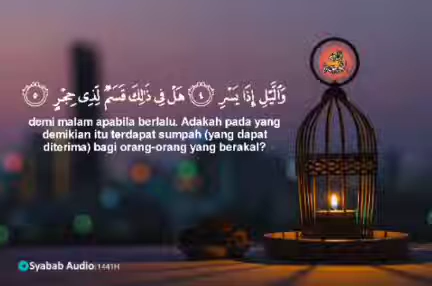 وَٱلَّيۡلِ إِذَا يَسۡرِ ٤ هَلۡ فِي ذَٰلِكَ قَسَمٞ لِّذِي حِجۡرٍ ٥
demi malam apabila berlalu. Adakah pada yang
demikian itu terdapat sumpah (yang dapat
diterima) bagi orang-orang yang berakal?
Syabab Audio|1441H